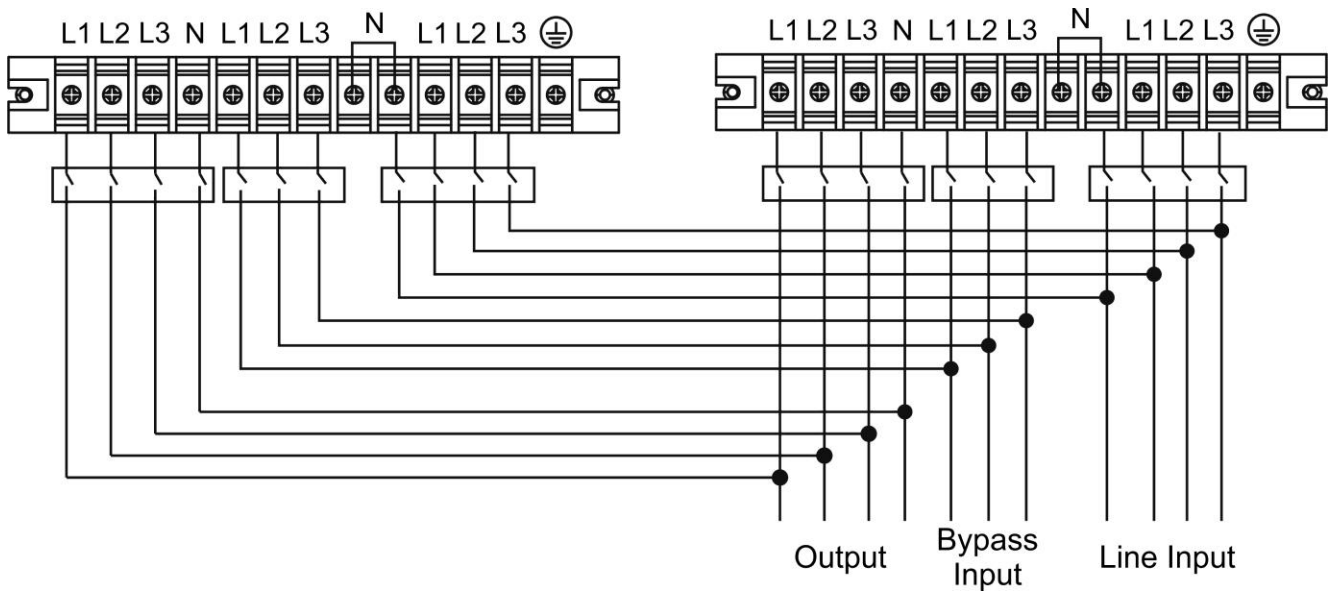 L1 L2 L3 N L1 L2 L3 N L1 L2 L3
L1 L2 L3 N L1 L2 L3 N L1 L2 L3
Output
Bypass
Input
Line Input